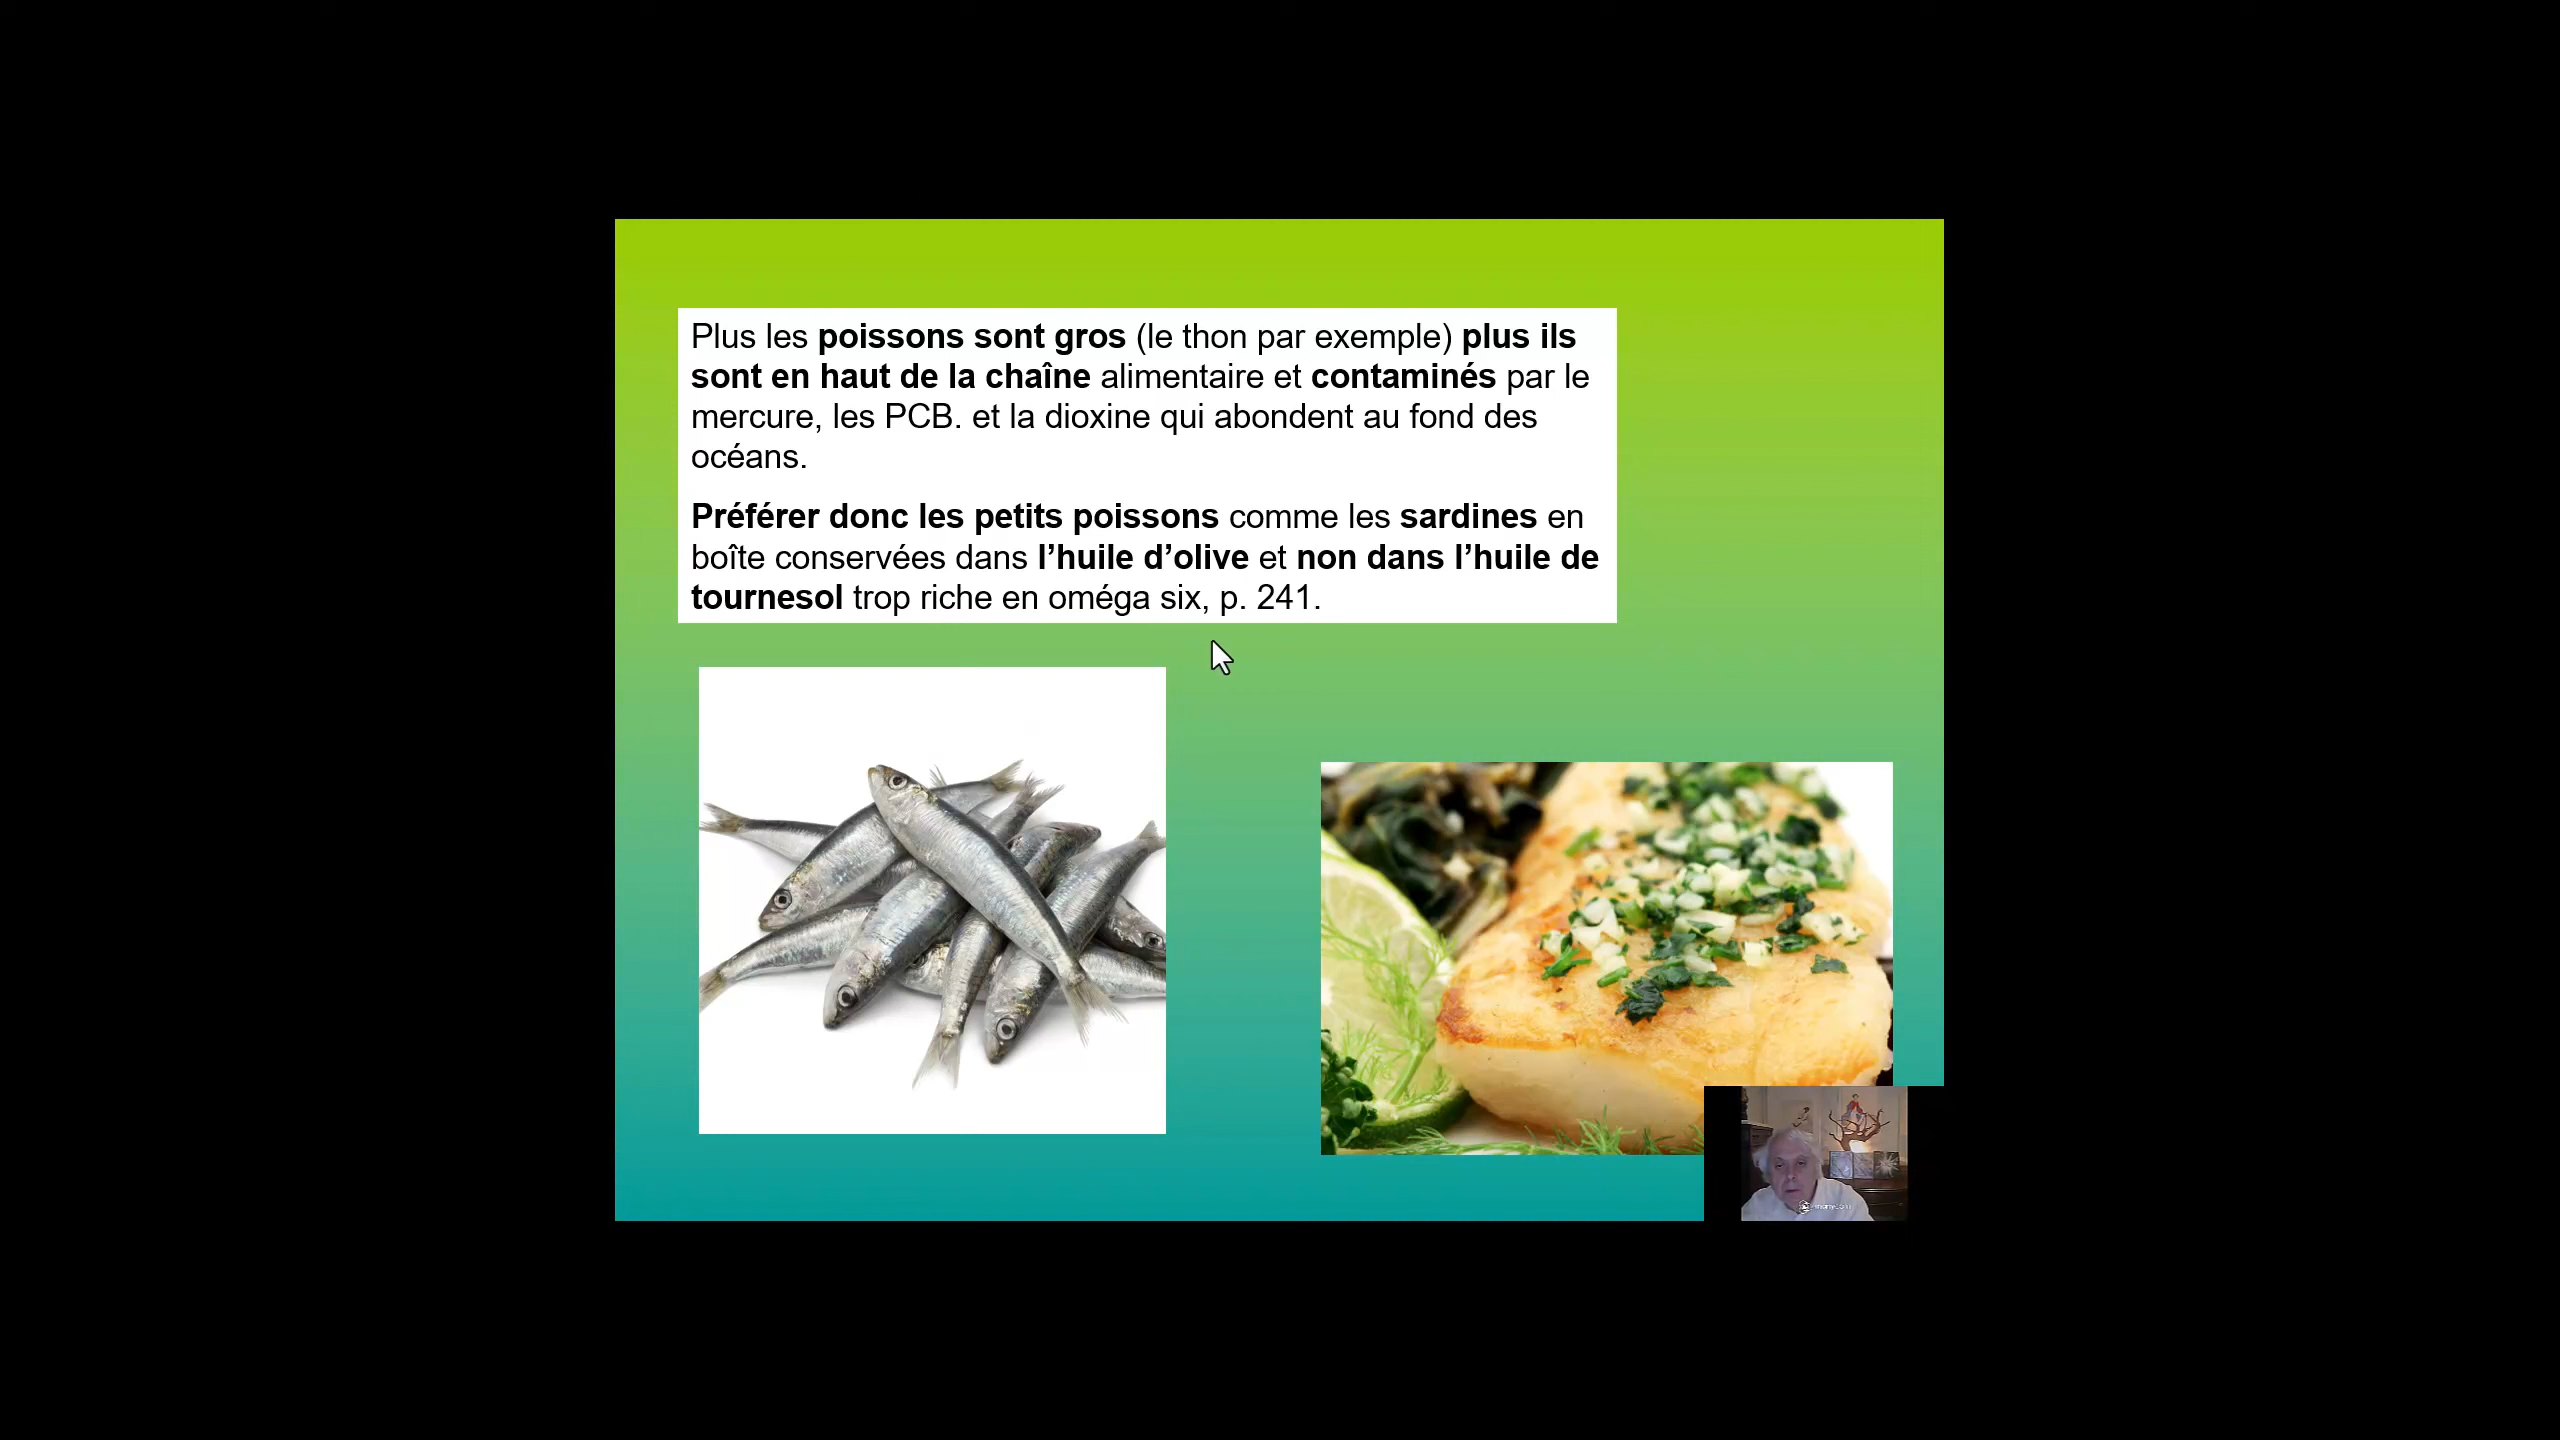 Plus les poissons sont gros (le thon par exemple) plus ils
sont en haut de la chaîne alimentaire et contaminés par le
mercure, les PCB. et la dioxine qui abondent au fond des
océans.
Préférer donc les petits poissons comme les sardines en
boîte conservées dans l’huile d’olive et non dans l’huile de
tournesol trop riche en oméga six, p. 241.